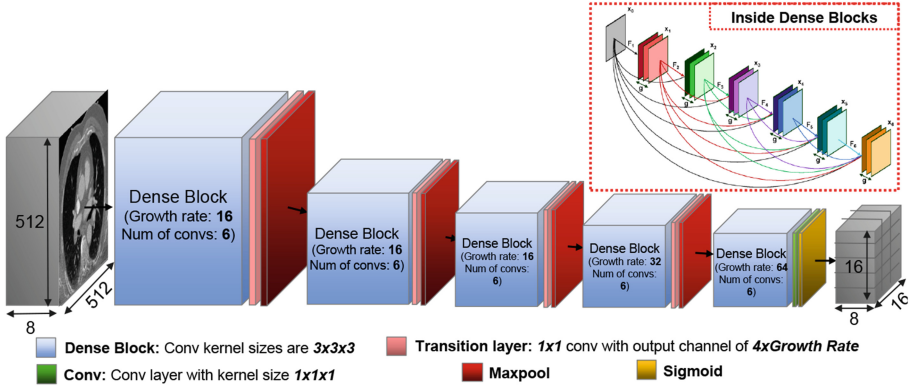 Inside Dense Blocks
x₀
F₁
x₁
F₂
x₂
F₃
x₃
F₄
x₄
F₅
x₅
F₆
x₆
g
g
g
g
g
g
512
512
8
Dense Block
(Growth rate: 16
Num of convs:
6)
Dense Block
(Growth rate: 16
Num of convs: 6)
Dense Block
(Growth rate: 16
Num of convs:
6)
Dense Block
(Growth rate: 32
Num of convs:
6)
Dense Block
(Growth rate: 64
Num of convs:
6)
16
8
16
Dense Block: Conv kernel sizes are 3x3x3
Transition layer: 1x1 conv with output channel of 4xGrowth Rate
Conv: Conv layer with kernel size 1x1x1
Maxpool
Sigmoid